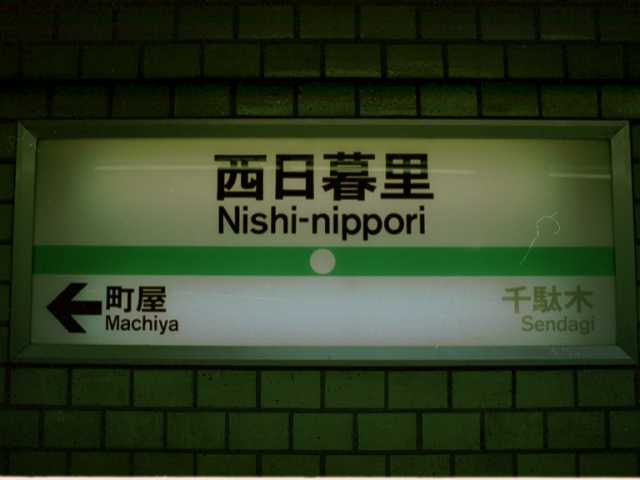 西日暮里
Nishi-nippori
町屋
Machiya
千駄木
Sendagi